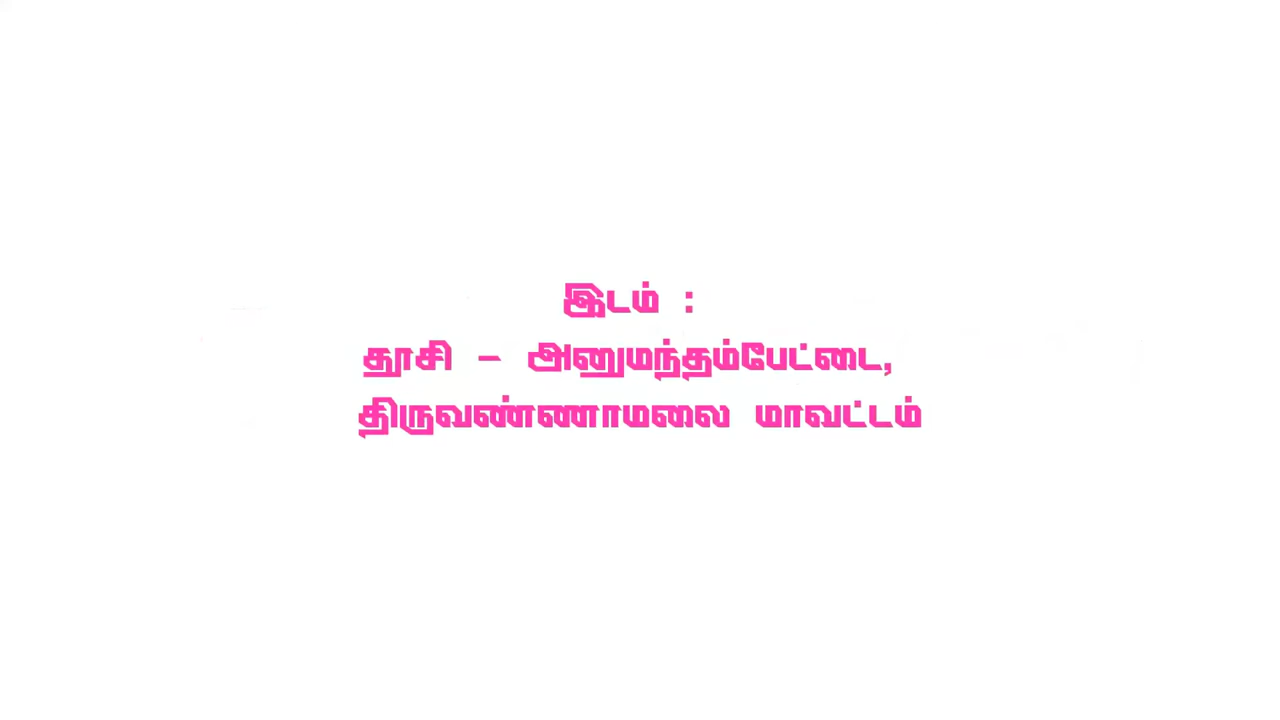 இடம் :
தூசி - அனுமந்தம்பேட்டை,
திருவண்ணாமலை மாவட்டம்